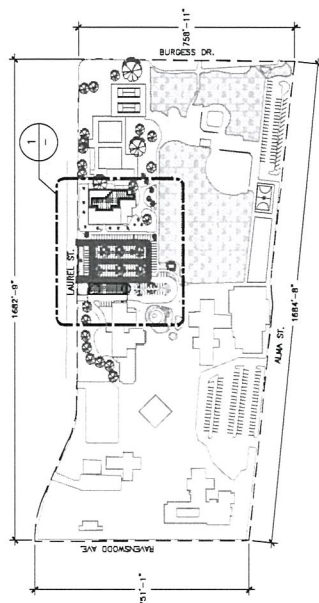 758'-11"
BURGESS DR.
1
LAUREL ST.
1682'-9"
ALMA ST.
1684'-8"
RAVENSWOOD AVE.
751'-1"